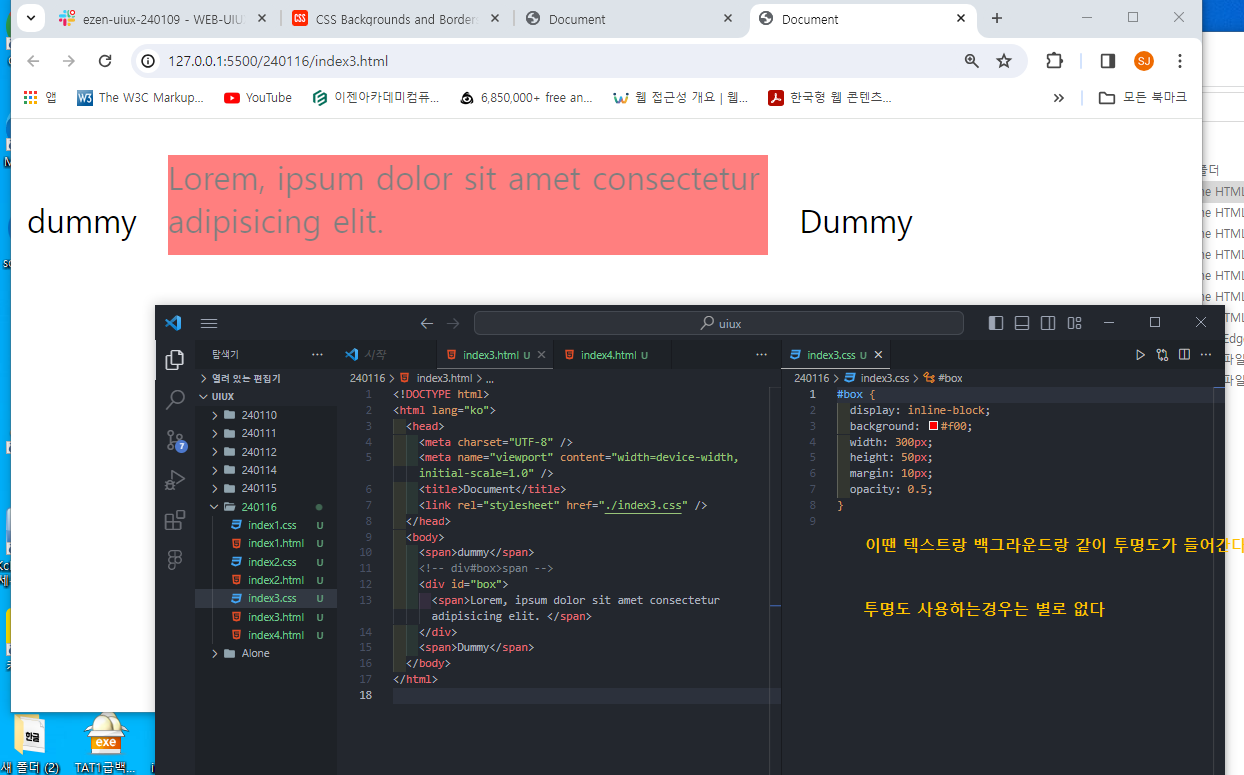 ezen-uiux-240109 - WEB-UIU
CSS Backgrounds and Border
Document
Document
127.0.0.1:5500/240116/index3.html
SJ
앱
The W3C Markup...
YouTube
이젠아카데미컴퓨...
6,850,000+ free an...
웹 접근성 개요 | 웹...
한국형 웹 콘텐츠...
모든 북마크
Lorem, ipsum dolor sit amet consectetur
adipisicing elit.
dummy
Dummy
uiux
탐색기
시작
index3.html U
index4.html U
index3.css U
열려 있는 편집기
240116 > index3.html > ...
240116 > index3.css > #box
UIUX
240110
240111
240112
240114
240115
240116
index1.css U
index1.html U
index2.css U
index2.html U
index3.css U
index3.html U
index4.html U
Alone
7
1 <!DOCTYPE html>
2 <html lang="ko">
3 <head>
4 <meta charset="UTF-8" />
5 <meta name="viewport" content="width=device-width,
initial-scale=1.0" />
6 <title>Document</title>
7 <link rel="stylesheet" href="./index3.css" />
8 </head>
9 <body>
10 <span>dummy</span>
11 <!-- div#box>span -->
12 <div id="box">
13 <span>Lorem, ipsum dolor sit amet consectetur
adipisicing elit. </span>
14 </div>
15 <span>Dummy</span>
16 </body>
17 </html>
18
1 #box {
2 display: inline-block;
3 background: #f00;
4 width: 300px;
5 height: 50px;
6 margin: 10px;
7 opacity: 0.5;
8 }
9
이땐 텍스트랑 백그라운드랑 같이 투명도가 들어간다
투명도 사용하는경우는 별로 없다
한글
새 폴더 (2)
exe
TAT1급백...